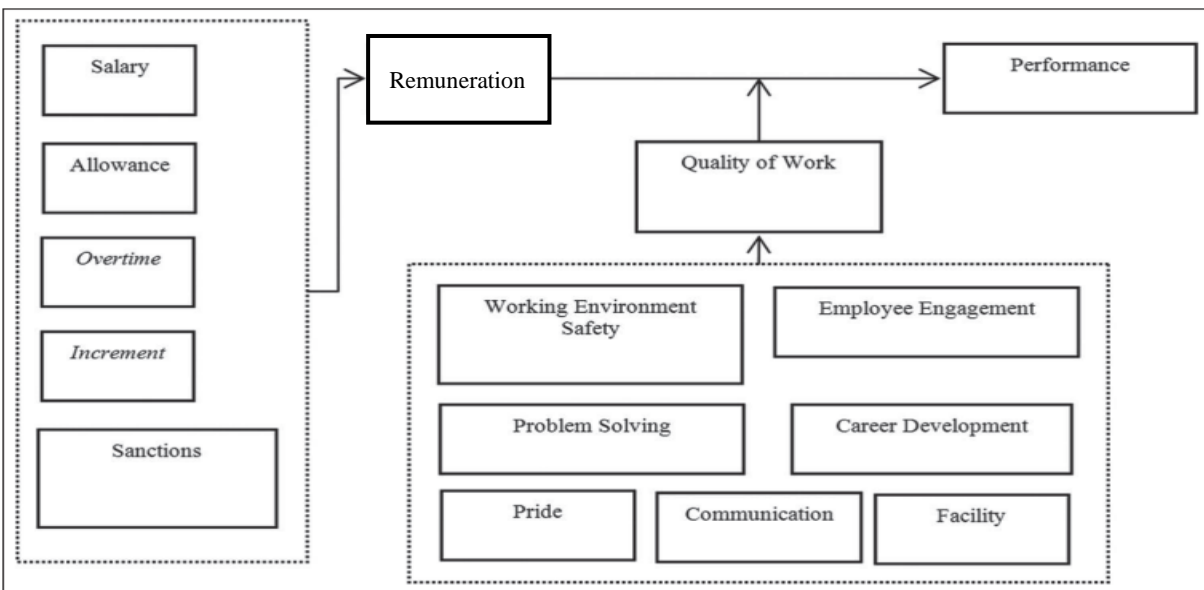 Salary
Allowance
Overtime
Increment
Sanctions
Remuneration
Performance
Quality of Work
Working Environment
Safety
Employee Engagement
Problem Solving
Career Development
Pride
Communication
Facility